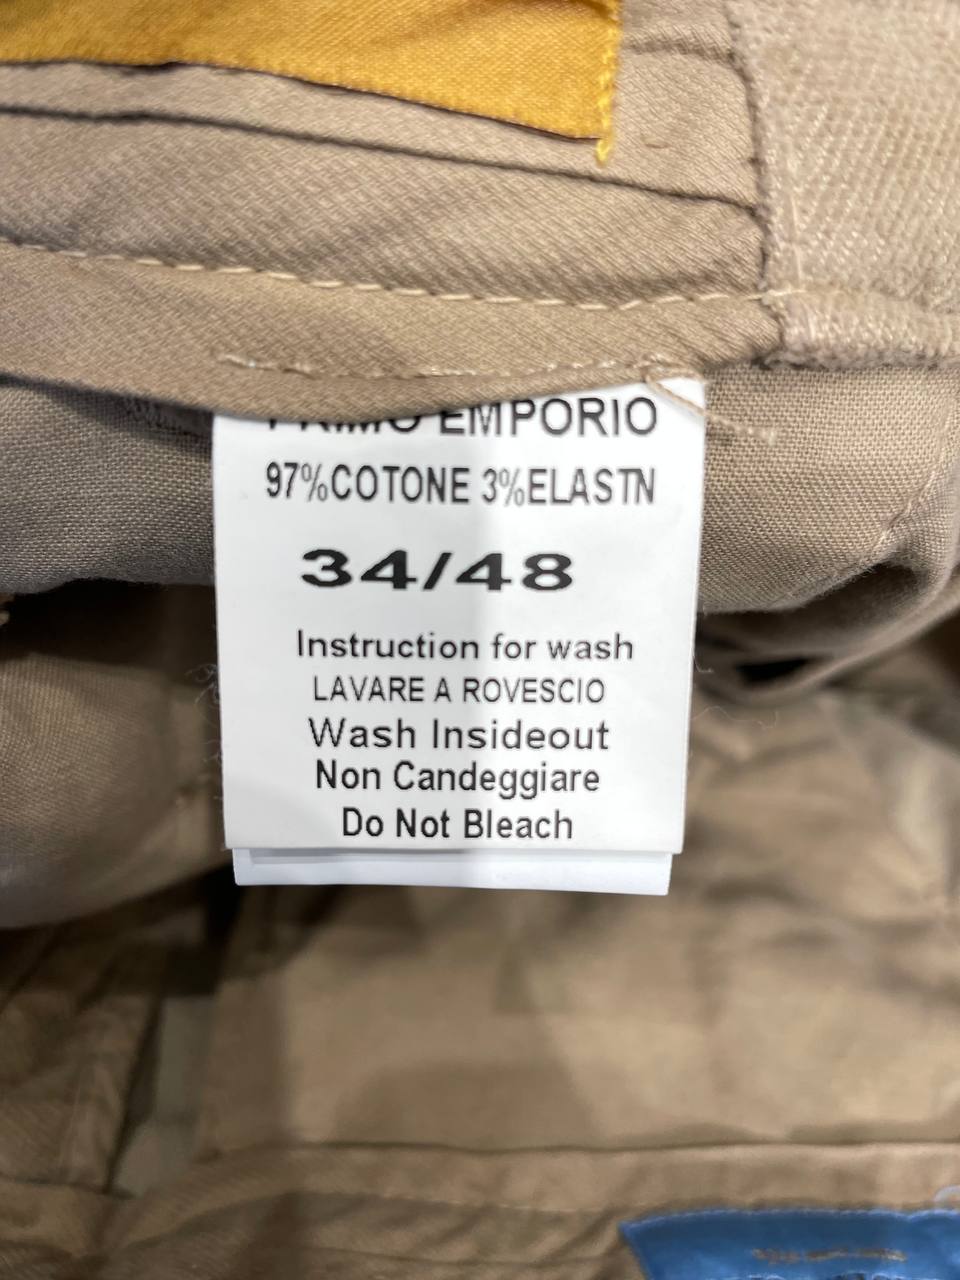 PRIMO EMPORIO
97%COTONE 3%ELASTN
34/48
Instruction for wash
LAVARE A ROVESCIO
Wash Insideout
Non Candeggiare
Do Not Bleach